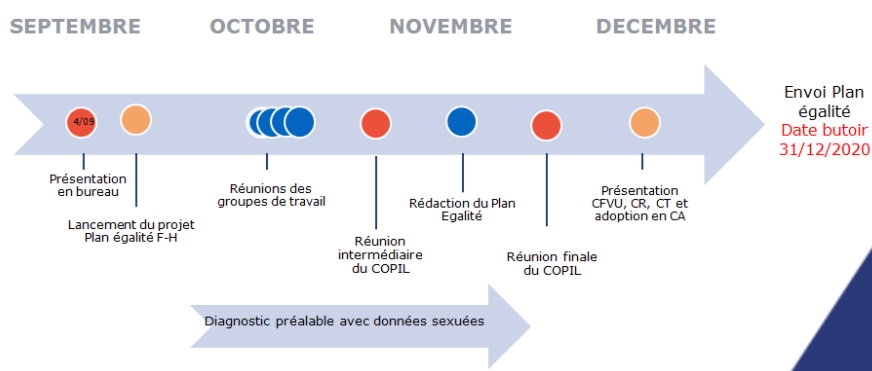 SEPTEMBRE
OCTOBRE
NOVEMBRE
DECEMBRE
4/09
Envoi Plan
égalité
Date butoir
31/12/2020
Présentation
en bureau
Lancement du projet
Plan égalité F-H
Réunions des
groupes de travail
Réunion
intermédiaire
du COPIL
Rédaction du Plan
Egalité
Réunion finale
du COPIL
Présentation
CFVU, CR, CT et
adoption en CA
Diagnostic préalable avec données sexuées